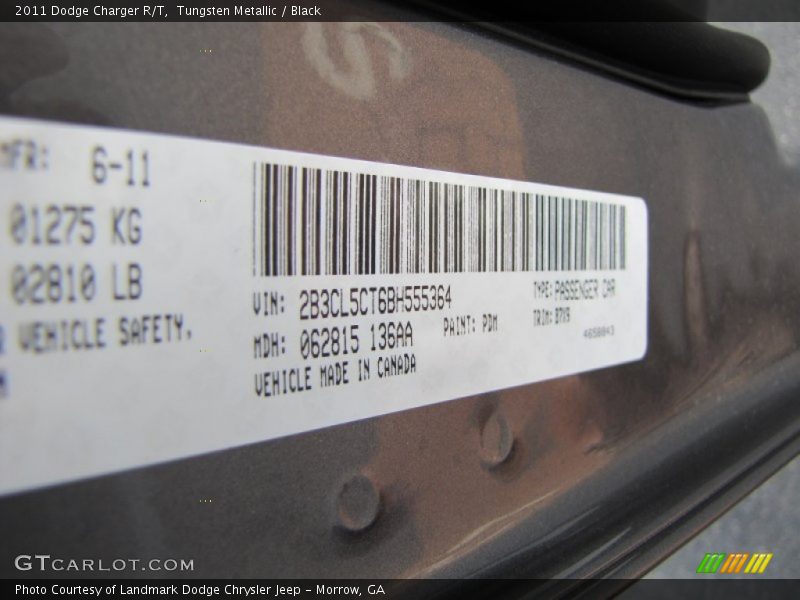 2011 Dodge Charger R/T, Tungsten Metallic / Black
MFR: 6-11
01275 KG
02810 LB
VEHICLE SAFETY.
VIN: 2B3CL5CT6BH555364
MDH: 062815 136AA
VEHICLE MADE IN CANADA
PAINT: PDM
TYPE: PASSENGER CAR
TRIM:
4658843
GTCARLOT.COM
Photo Courtesy of Landmark Dodge Chrysler Jeep - Morrow, GA